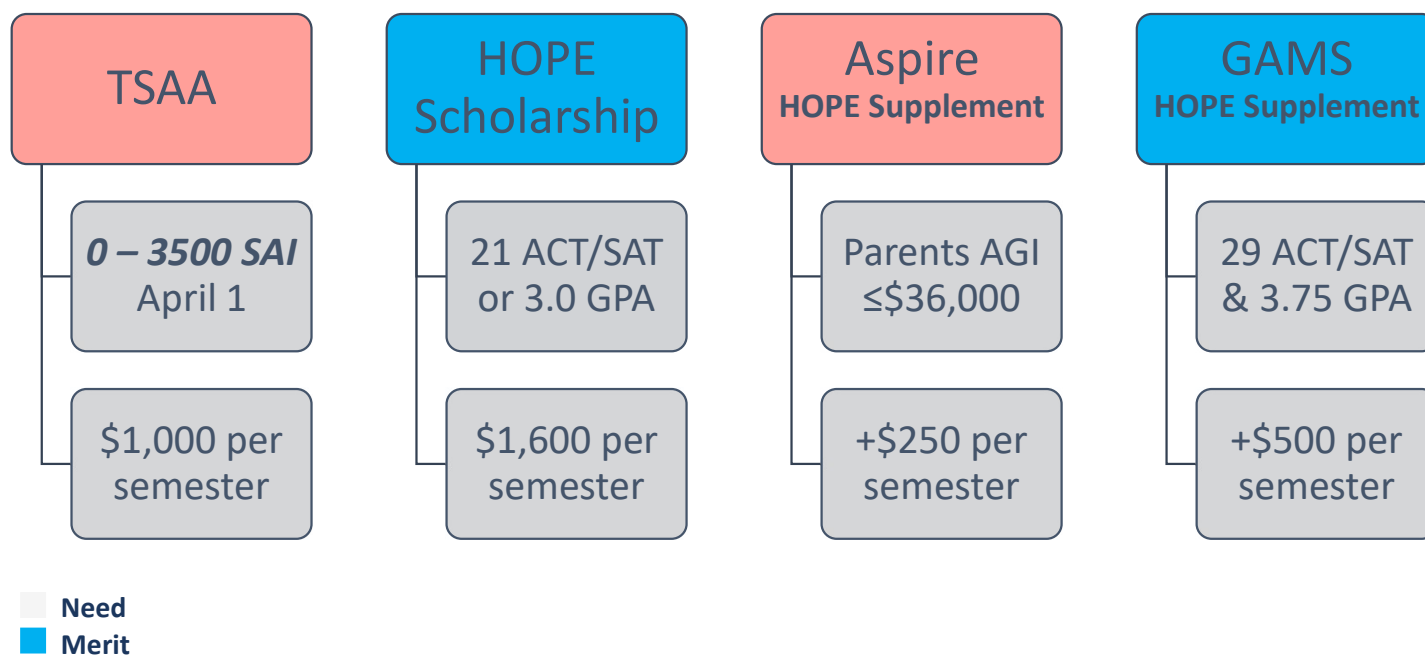 TSAA
0 – 3500 SAI
April 1
$1,000 per
semester
HOPE
Scholarship
21 ACT/SAT
or 3.0 GPA
$1,600 per
semester
Aspire
HOPE Supplement
Parents AGI
≤$36,000
+$250 per
semester
GAMS
HOPE Supplement
29 ACT/SAT
& 3.75 GPA
+$500 per
semester
Need
Merit